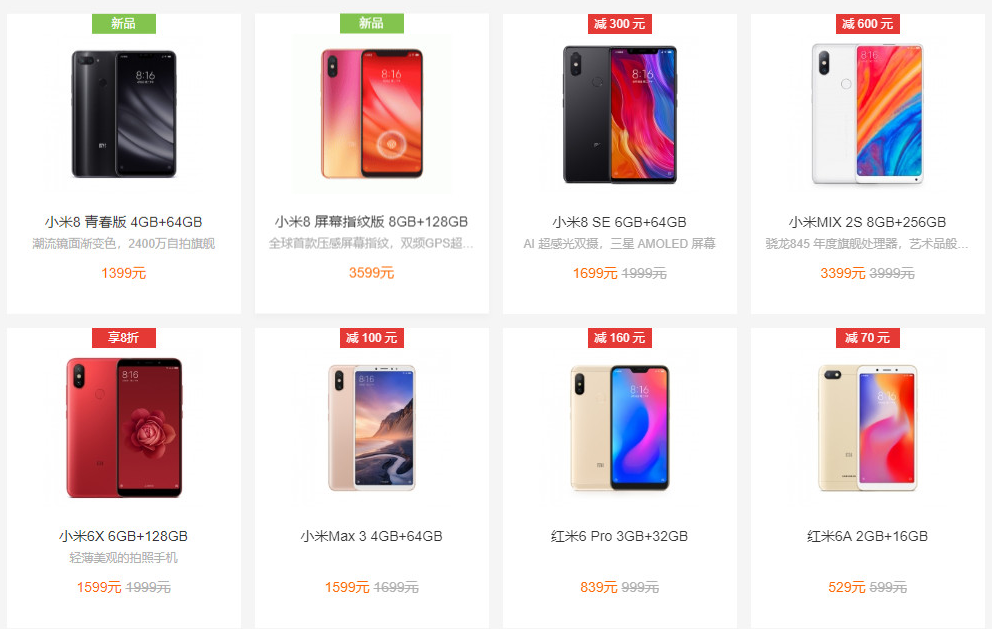 新品
新品
减 300 元
减 600 元
8:16
8:16
8:16
8:16
小米8 青春版 4GB+64GB
小米8 屏幕指纹版 8GB+128GB
小米8 SE 6GB+64GB
小米MIX 2S 8GB+256GB
潮流镜面渐变色，2400万自拍旗舰
全球首款压感屏幕指纹，双频GPS超...
AI 超感光双摄，三星 AMOLED 屏幕
骁龙845 年度旗舰处理器，艺术品般...
1399元
3599元
1699元 1999元
3399元 3999元
享8折
减 100 元
减 160 元
减 70 元
8:16
8:16
8:16
8:16
小米6X 6GB+128GB
小米Max 3 4GB+64GB
红米6 Pro 3GB+32GB
红米6A 2GB+16GB
轻薄美观的拍照手机
1599元 1999元
1599元 1699元
839元 999元
529元 599元